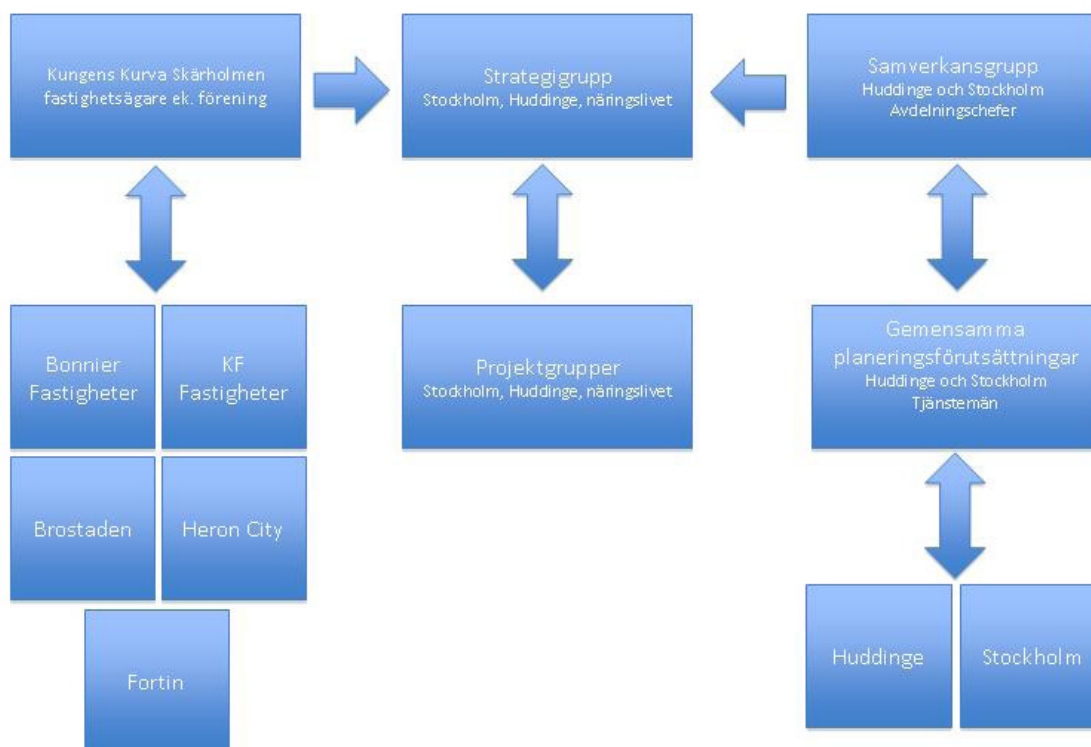 Kungens Kurva Skärholmen
fastighetsägare ek. förening
Strategigrupp
Stockholm, Huddinge, näringslivet
Samverkansgrupp
Huddinge och Stockholm
Avdelningschefer
Bonnier
Fastigheter
KF
Fastigheter
Brostaden
Heron City
Fortin
Projektgrupper
Stockholm, Huddinge, näringslivet
Gemensamma
planeringsförutsättningar
Huddinge och Stockholm
Tjänstemän
Huddinge
Stockholm